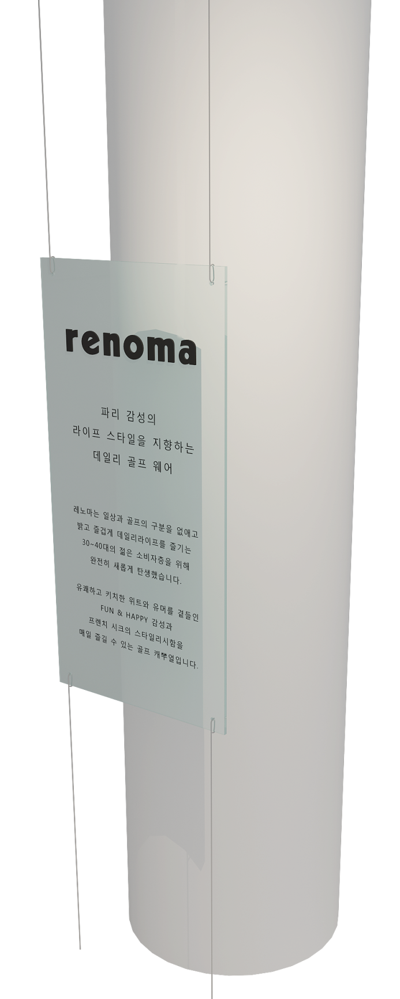 renoma
파리 감성의
라이프 스타일을 지향하는
데일리 골프 웨어
레노마는 일상과 골프의 구분을 없애고
밝고 즐겁게 데일리라이프를 즐기는
30~40대의 젊은 소비자층을 위해
완전히 새롭게 탄생했습니다.
유쾌하고 키치한 위트와 유머를 곁들인
FUN & HAPPY 감성과
프렌치 시크의 스타일리시함을
매일 즐길 수 있는 골프